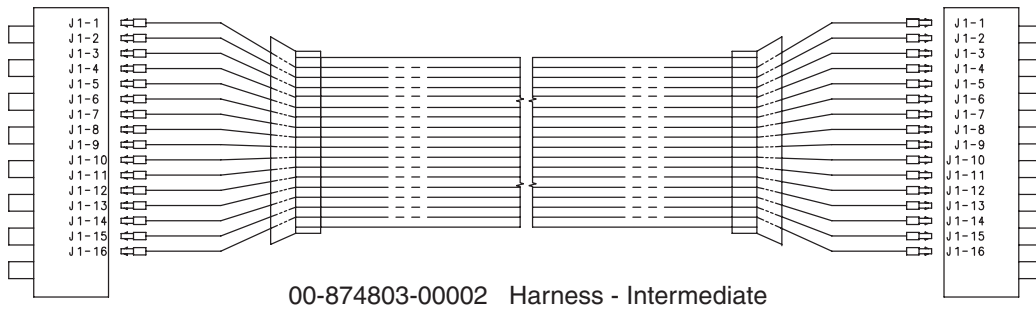 J1-1 J1-1
J1-2 J1-2
J1-3 J1-3
J1-4 J1-4
J1-5 J1-5
J1-6 J1-6
J1-7 J1-7
J1-8 J1-8
J1-9 J1-9
J1-10 J1-10
J1-11 J1-11
J1-12 J1-12
J1-13 J1-13
J1-14 J1-14
J1-15 J1-15
J1-16 J1-16
00-874803-00002 Harness - Intermediate